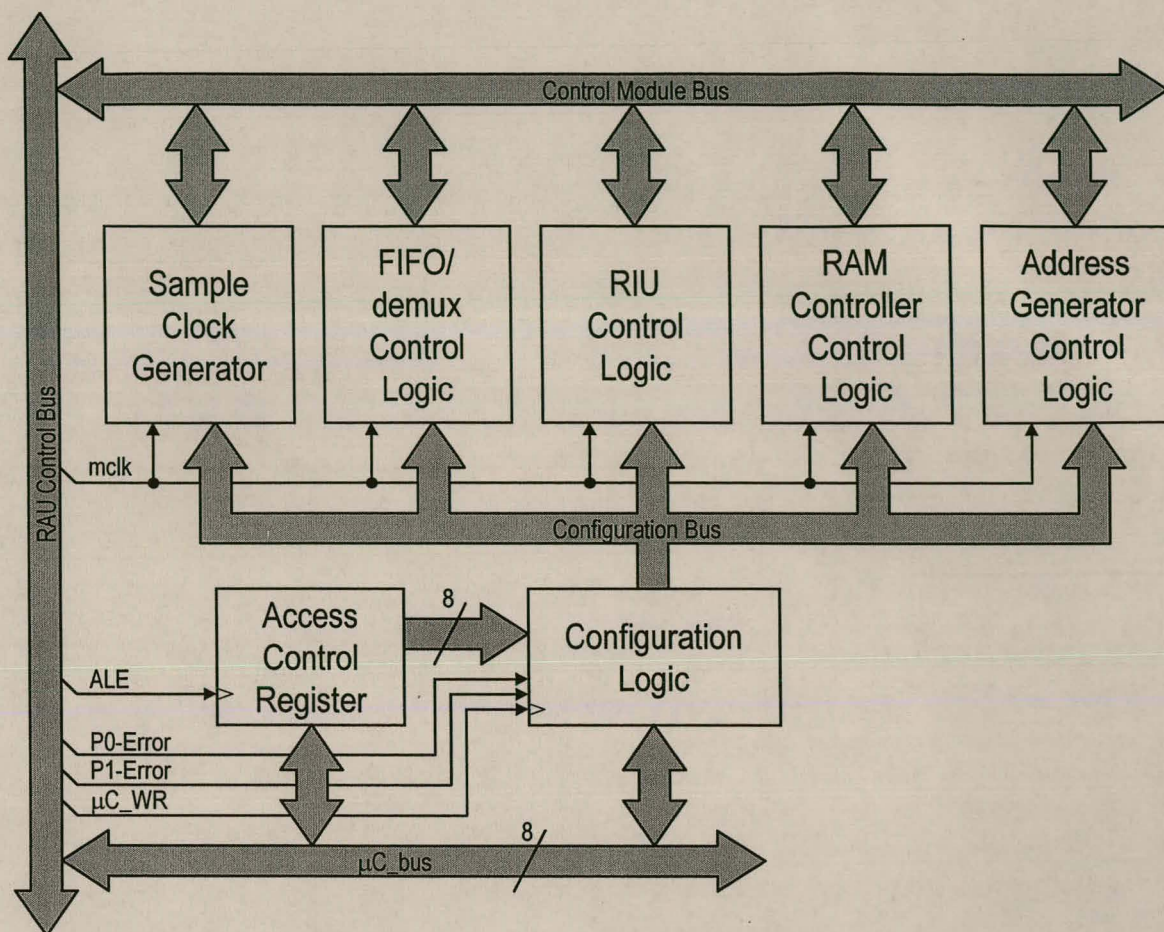 Control Module Bus
Sample
Clock
Generator
FIFO/
demux
Control
Logic
RIU
Control
Logic
RAM
Controller
Control
Logic
Address
Generator
Control
Logic
RAU Control Bus
mclk
Configuration Bus
Access
Control
Register
8
Configuration
Logic
ALE
P0-Error
P1-Error
μC_WR
8
μC_bus